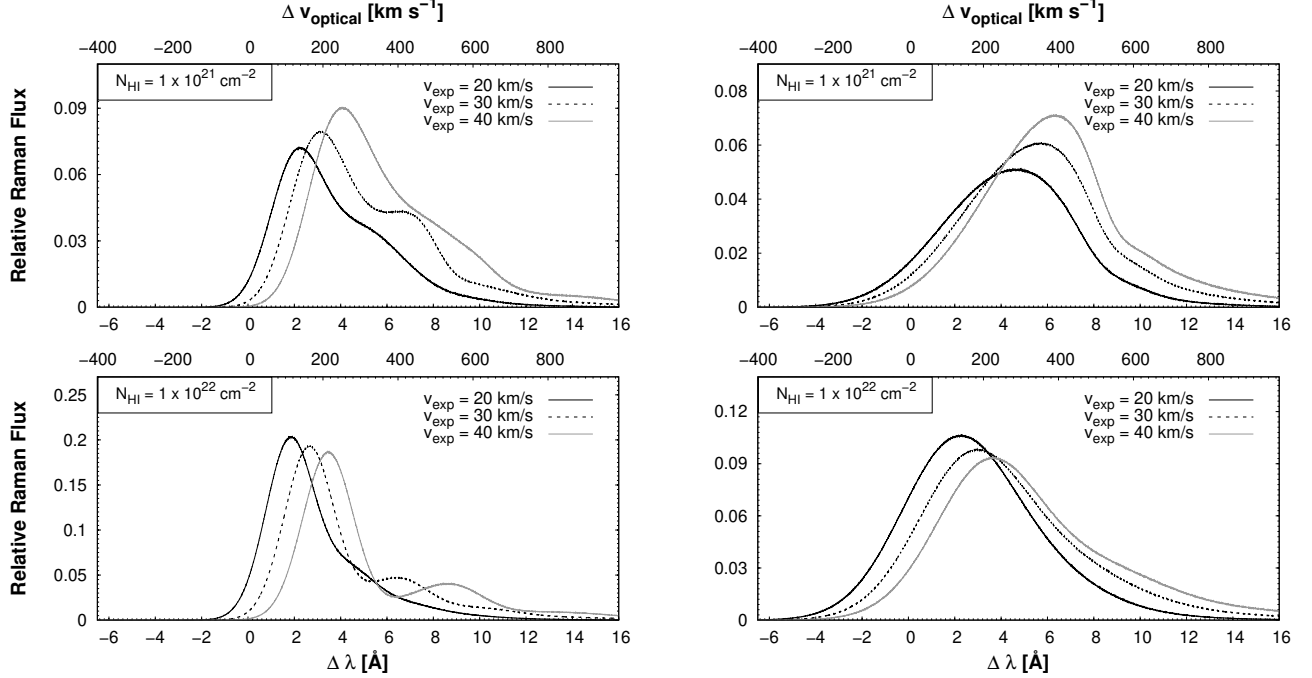 Δ v_optical [km s⁻¹]
-400 -200 0 200 400 600 800
N_HI = 1 x 10²¹ cm⁻²
v_exp = 20 km/s
v_exp = 30 km/s
v_exp = 40 km/s
Relative Raman Flux
0.09
0.06
0.03
0
-6 -4 -2 0 2 4 6 8 10 12 14 16
Δ v_optical [km s⁻¹]
-400 -200 0 200 400 600 800
N_HI = 1 x 10²¹ cm⁻²
v_exp = 20 km/s
v_exp = 30 km/s
v_exp = 40 km/s
0.08
0.06
0.04
0.02
0
-6 -4 -2 0 2 4 6 8 10 12 14 16
-400 -200 0 200 400 600 800
N_HI = 1 x 10²² cm⁻²
v_exp = 20 km/s
v_exp = 30 km/s
v_exp = 40 km/s
Relative Raman Flux
0.25
0.2
0.15
0.1
0.05
0
-6 -4 -2 0 2 4 6 8 10 12 14 16
Δ λ [Å]
-400 -200 0 200 400 600 800
N_HI = 1 x 10²² cm⁻²
v_exp = 20 km/s
v_exp = 30 km/s
v_exp = 40 km/s
0.12
0.09
0.06
0.03
0
-6 -4 -2 0 2 4 6 8 10 12 14 16
Δ λ [Å]